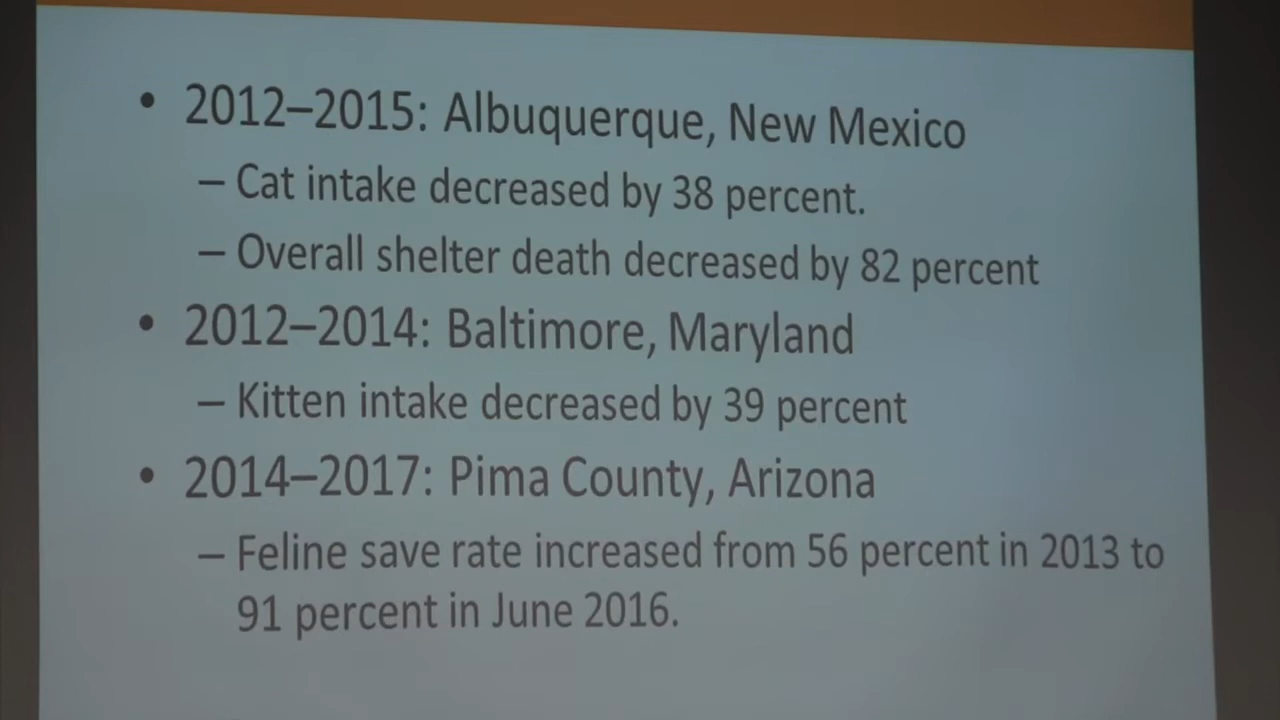 • 2012–2015: Albuquerque, New Mexico
– Cat intake decreased by 38 percent.
– Overall shelter death decreased by 82 percent
• 2012–2014: Baltimore, Maryland
– Kitten intake decreased by 39 percent
• 2014–2017: Pima County, Arizona
– Feline save rate increased from 56 percent in 2013 to
91 percent in June 2016.